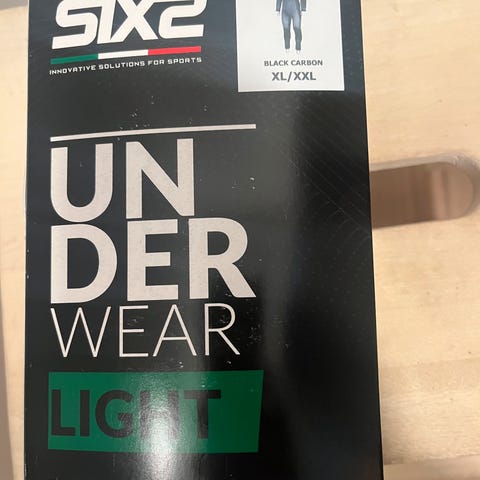 SIX2
INNOVATIVE SOLUTIONS FOR SPORTS
BLACK CARBON
XL/XXL
UN
DER
WEAR
LIGHT